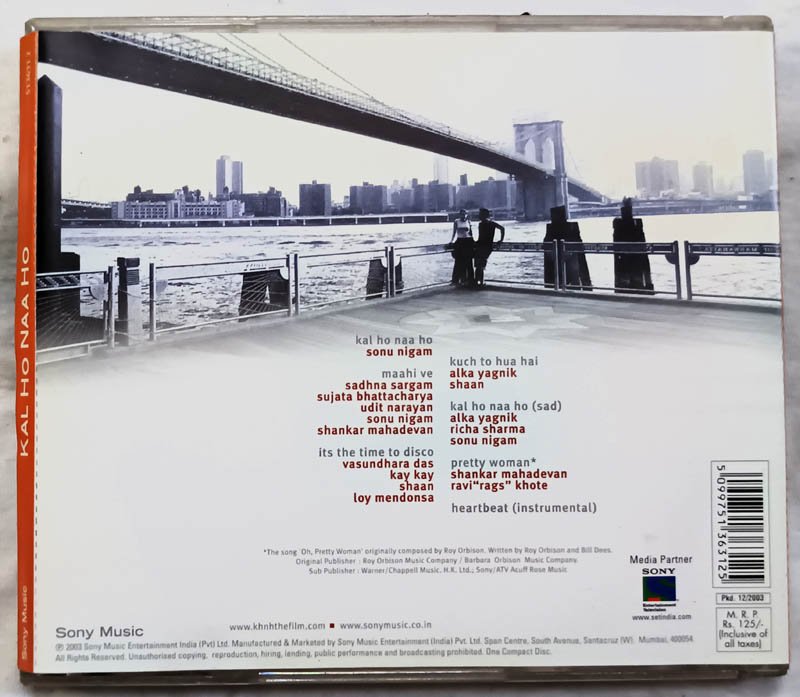 513631 2
KAL HO NAA HO
Sony Music
kal ho naa ho
sonu nigam
maahi ve
sadhna sargam
sujata bhattacharya
udit narayan
sonu nigam
shankar mahadevan
its the time to disco
vasundhara das
kay kay
shaan
loy mendonsa
kuch to hua hai
alka yagnik
shaan
kal ho naa ho (sad)
alka yagnik
richa sharma
sonu nigam
pretty woman*
shankar mahadevan
ravi“rags” khote
heartbeat (instrumental)
*The song 'Oh, Pretty Woman' originally composed by Roy Orbison. Written by Roy Orbison and Bill Dees.
Original Publisher : Roy Orbison Music Company / Barbara Orbison Music Company.
Sub Publisher : Warner/Chappell Music. H.K. Ltd.; Sony/ATV Acuff Rose Music
Media Partner
SONY
Entertainment
Television
www.setindia.com
5099751363125
Pkd. 12/2003
M. R. P.
Rs. 125/-
(Inclusive of
all taxes)
www.khnhthefilm.com ▪ www.sonymusic.co.in
Sony Music
℗ 2003 Sony Music Entertainment India (Pvt) Ltd. Manufactured & Marketed by Sony Music Entertainment (India) Pvt. Ltd. Span Centre, South Avenue, Santacruz (W). Mumbai, 400054.
All Rights Reserved. Unauthorised copying, reproduction, hiring, lending, public performance and broadcasting prohibited. One Compact Disc.